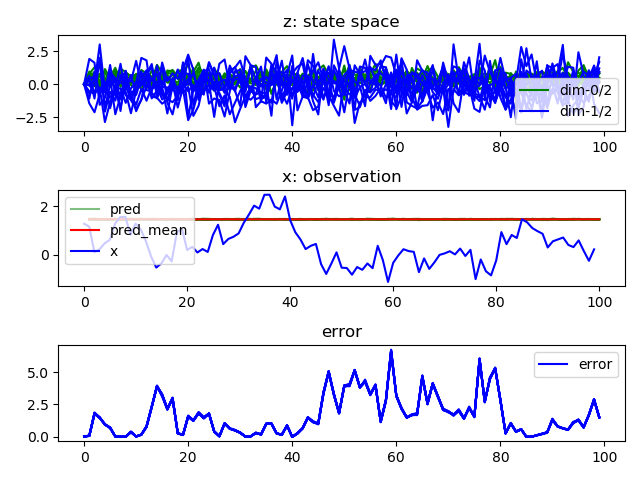 z: state space
2.5
0.0
−2.5
dim-0/2
dim-1/2
0 20 40 60 80 100
x: observation
2
0
pred
pred_mean
x
0 20 40 60 80 100
error
5.0
2.5
0.0
error
0 20 40 60 80 100